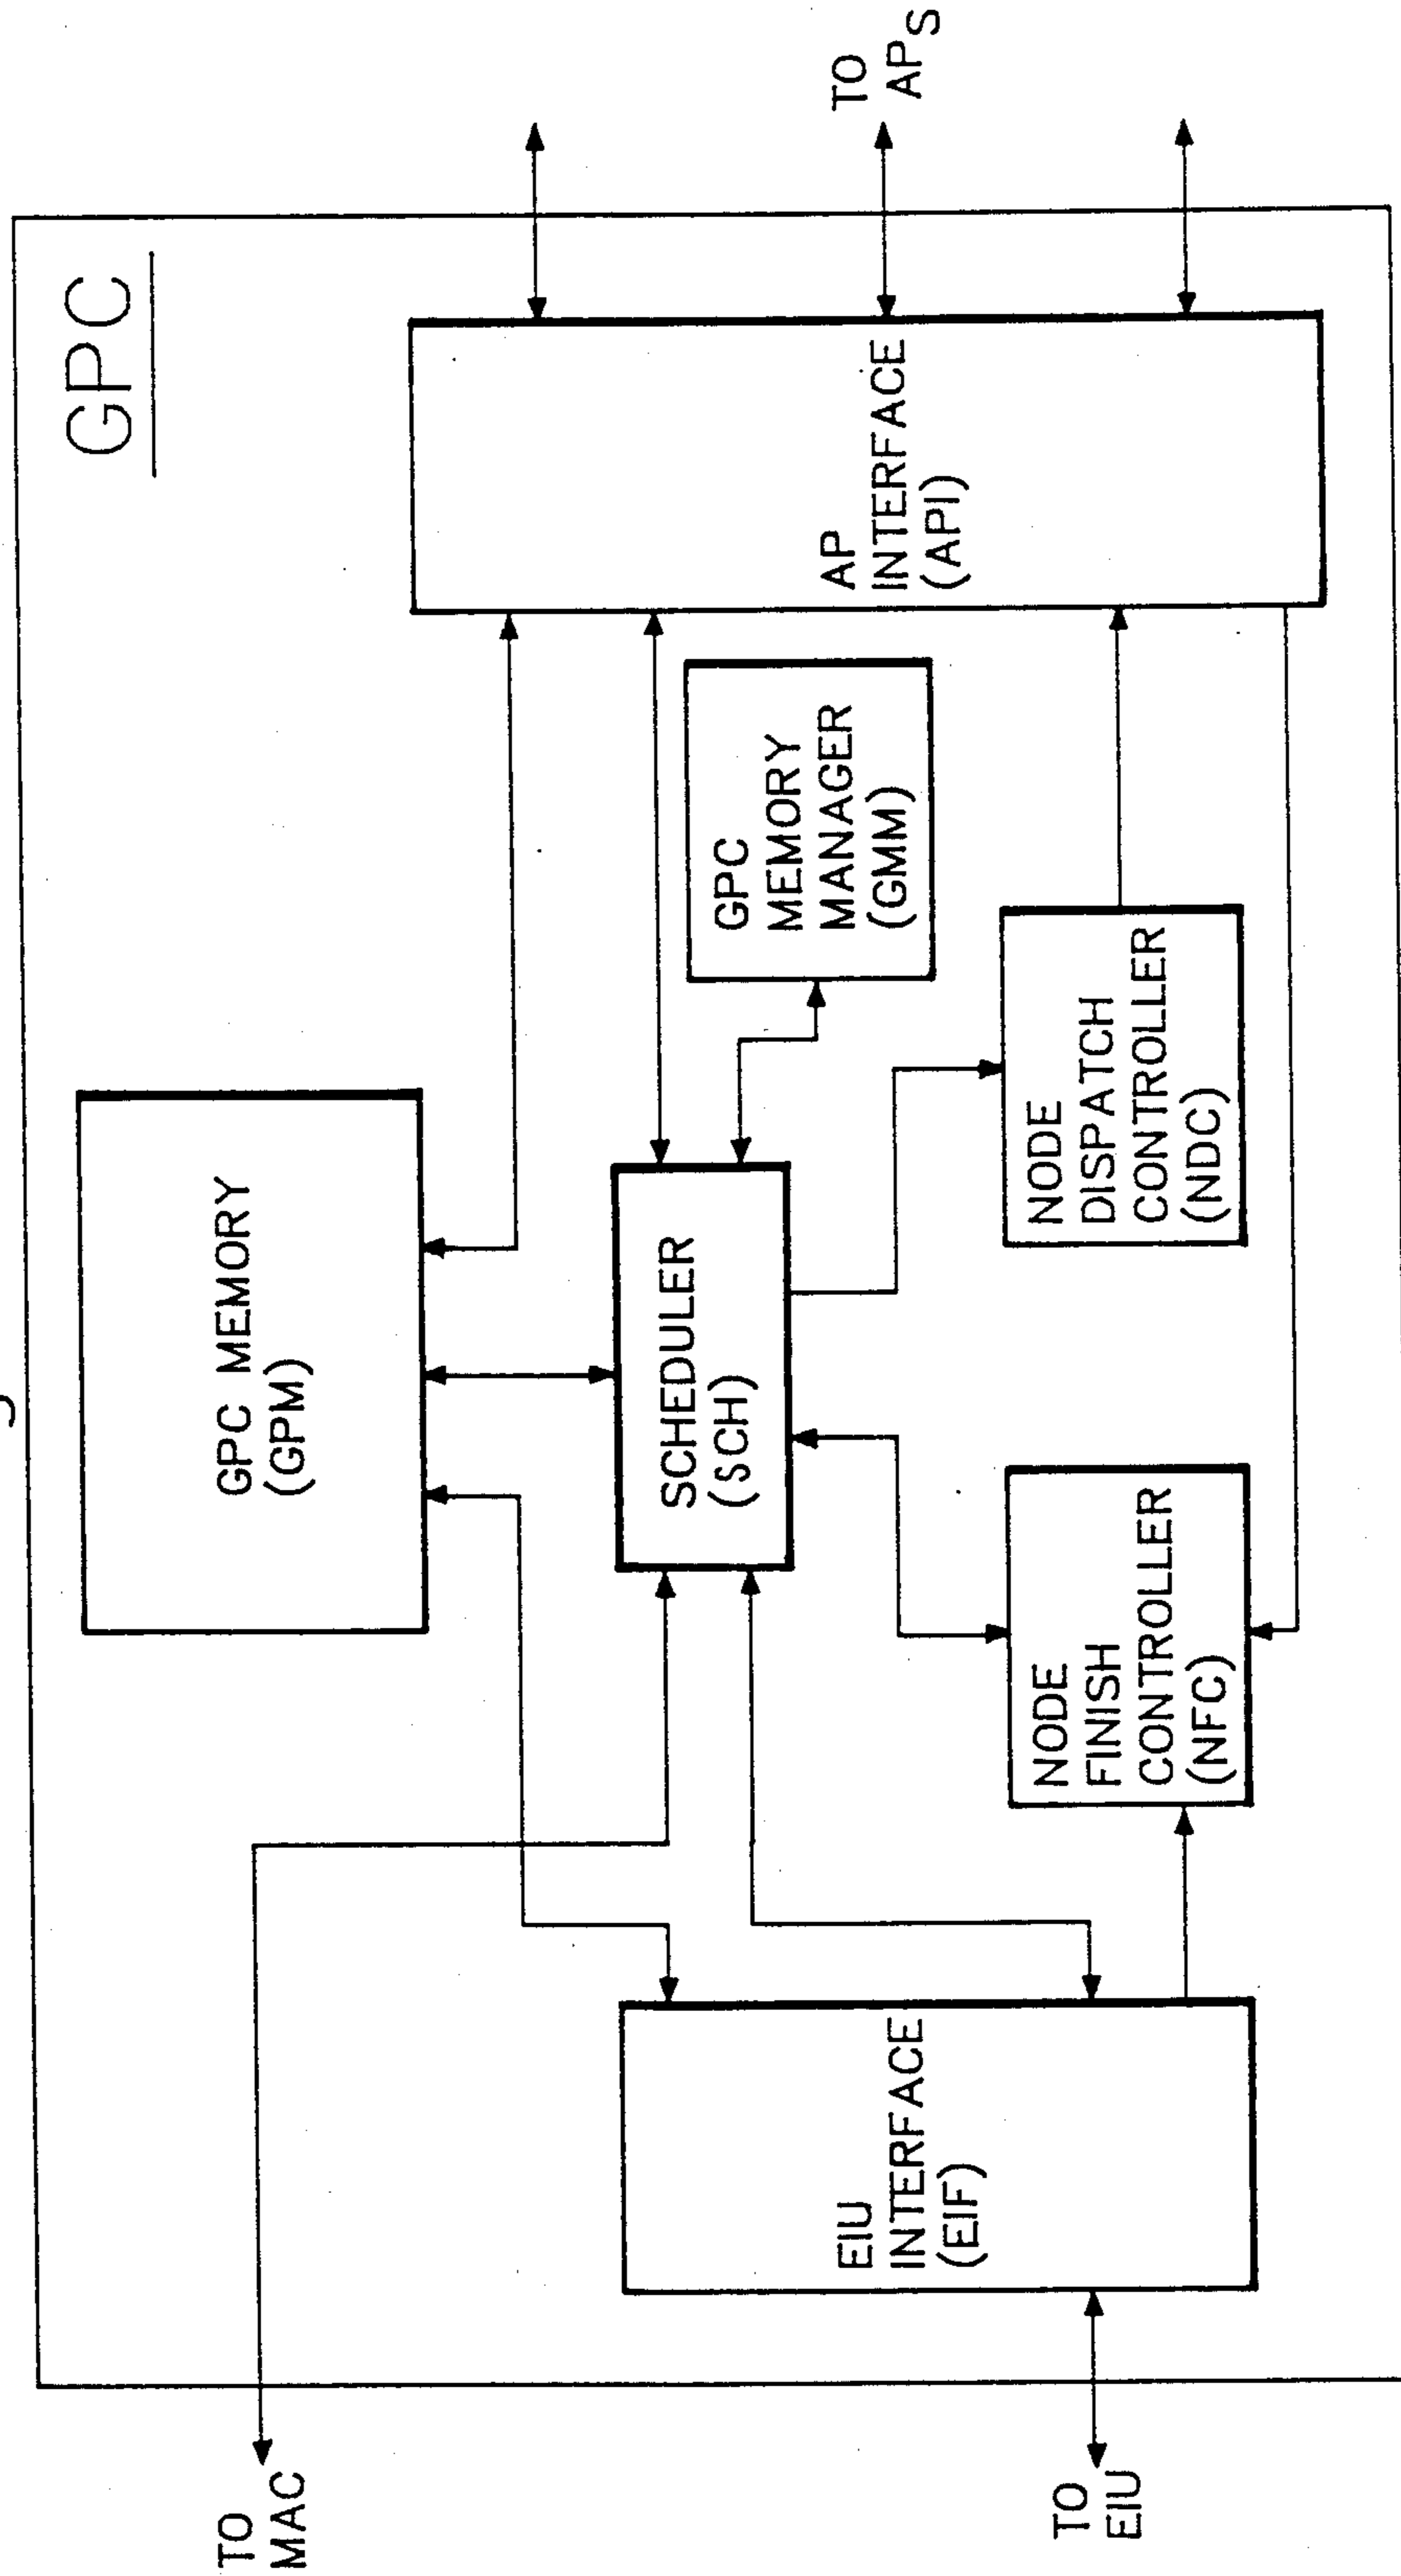 GPC
TO
MAC
GPC MEMORY
(GPM)
TO
APS
SCHEDULER
(SCH)
GPC
MEMORY
MANAGER
(GMM)
AP
INTERFACE
(API)
EIU
INTERFACE
(EIF)
TO
EIU
NODE
FINISH
CONTROLLER
(NFC)
NODE
DISPATCH
CONTROLLER
(NDC)